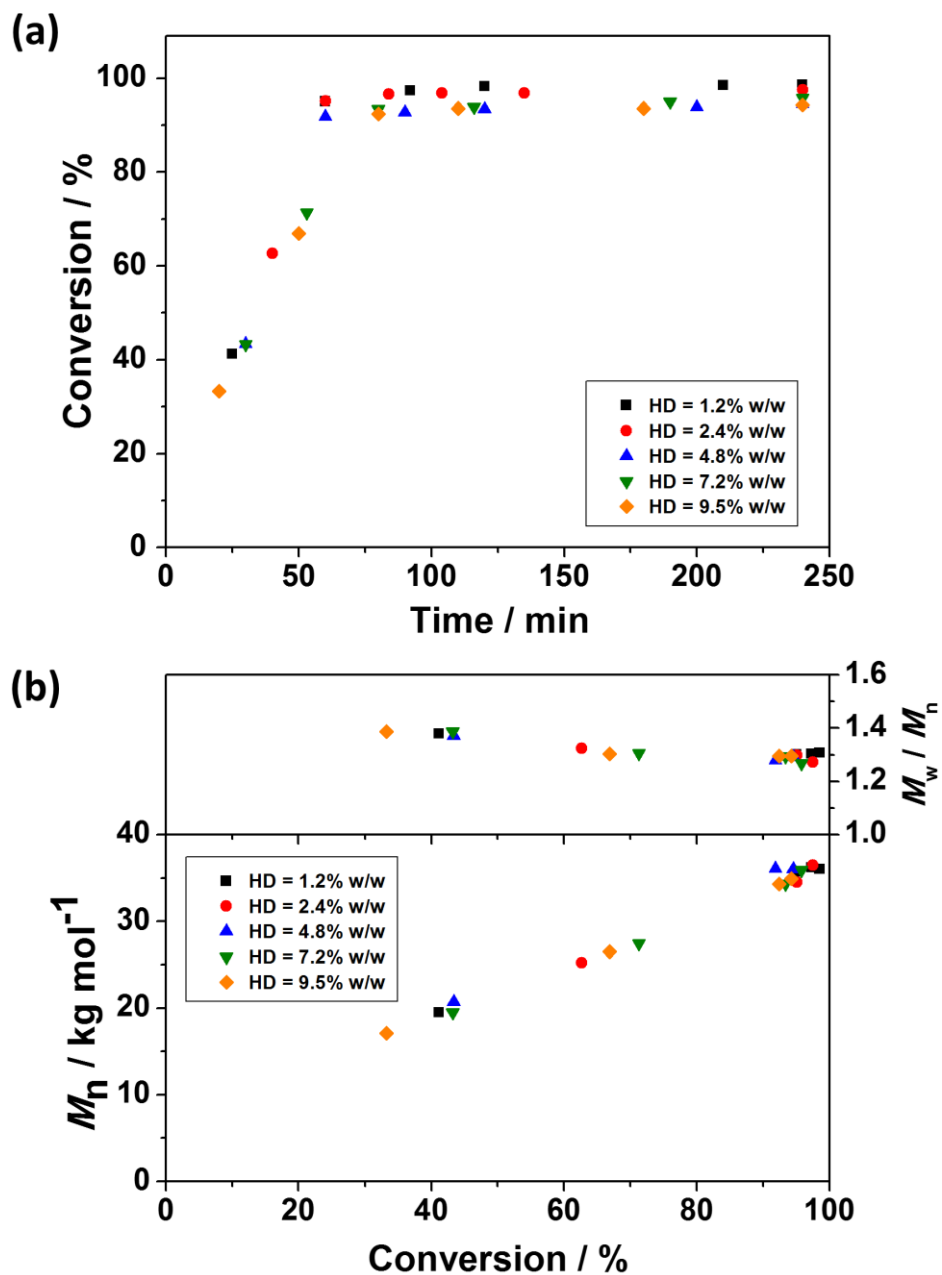 (a)
Conversion / %
100
80
60
40
20
0
HD = 1.2% w/w
HD = 2.4% w/w
HD = 4.8% w/w
HD = 7.2% w/w
HD = 9.5% w/w
0 50 100 150 200 250
Time / min
(b)
1.6
1.4
1.2
1.0
Mw / Mn
40
30
20
10
0
Mn / kg mol-1
HD = 1.2% w/w
HD = 2.4% w/w
HD = 4.8% w/w
HD = 7.2% w/w
HD = 9.5% w/w
0 20 40 60 80 100
Conversion / %